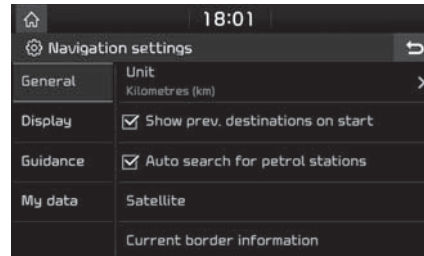 18:01
Navigation settings
General
Unit
Kilometres (km)
Display
Show prev. destinations on start
Guidance
Auto search for petrol stations
My data
Satellite
Current border information